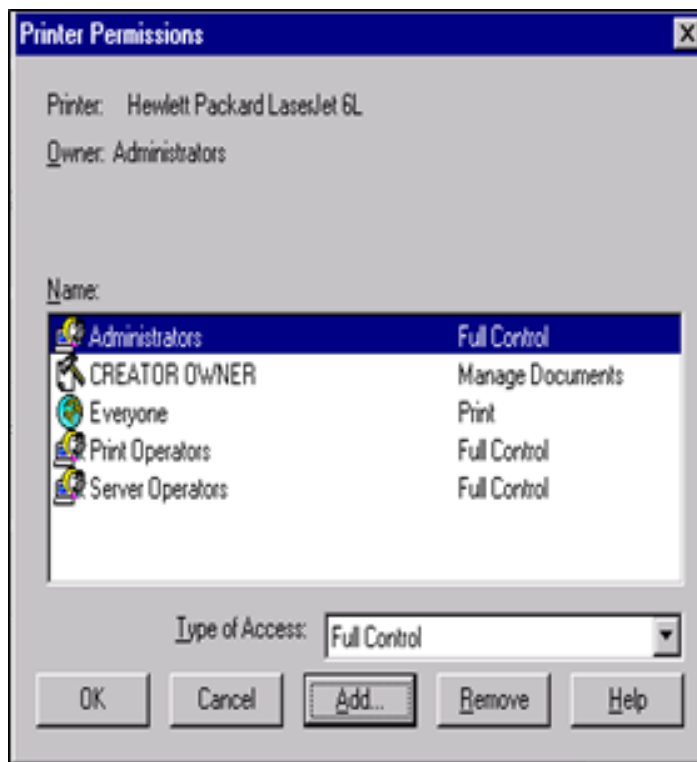 Printer Permissions
Printer: Hewlett Packard LaserJet 6L
Owner: Administrators
Name:
Administrators Full Control
CREATOR OWNER Manage Documents
Everyone Print
Print Operators Full Control
Server Operators Full Control
Type of Access: Full Control
OK Cancel Add... Remove Help